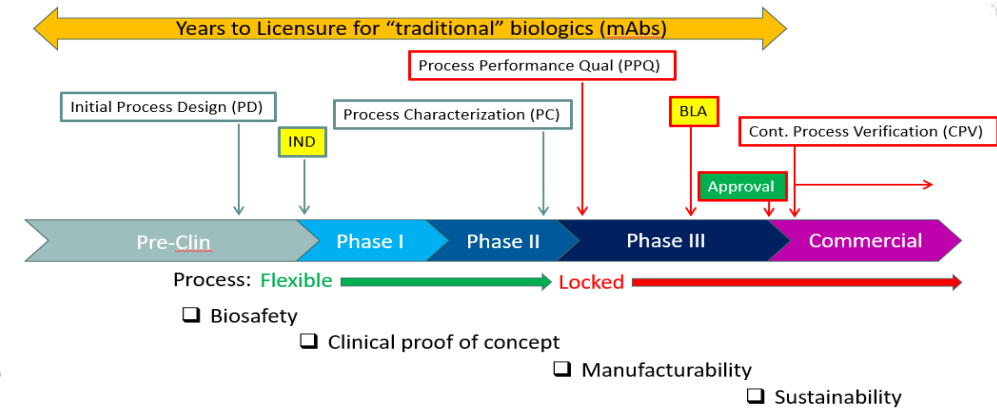 Years to Licensure for “traditional” biologics (mAbs)
Process Performance Qual (PPQ)
Initial Process Design (PD)
Process Characterization (PC)
BLA
IND
Cont. Process Verification (CPV)
Approval
Pre-Clin
Phase I
Phase II
Phase III
Commercial
Process: Flexible
Locked
❑ Biosafety
❑ Clinical proof of concept
❑ Manufacturability
❑ Sustainability